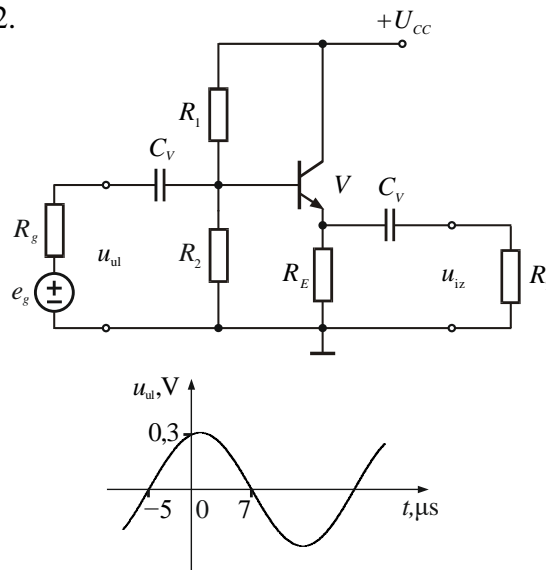 2.
+U_CC
R_1
C_V
V
C_V
R_g
u_ul
R_2
R_E
u_iz
R
e_g
u_ul,V
0,3
−5 0 7 t,μs